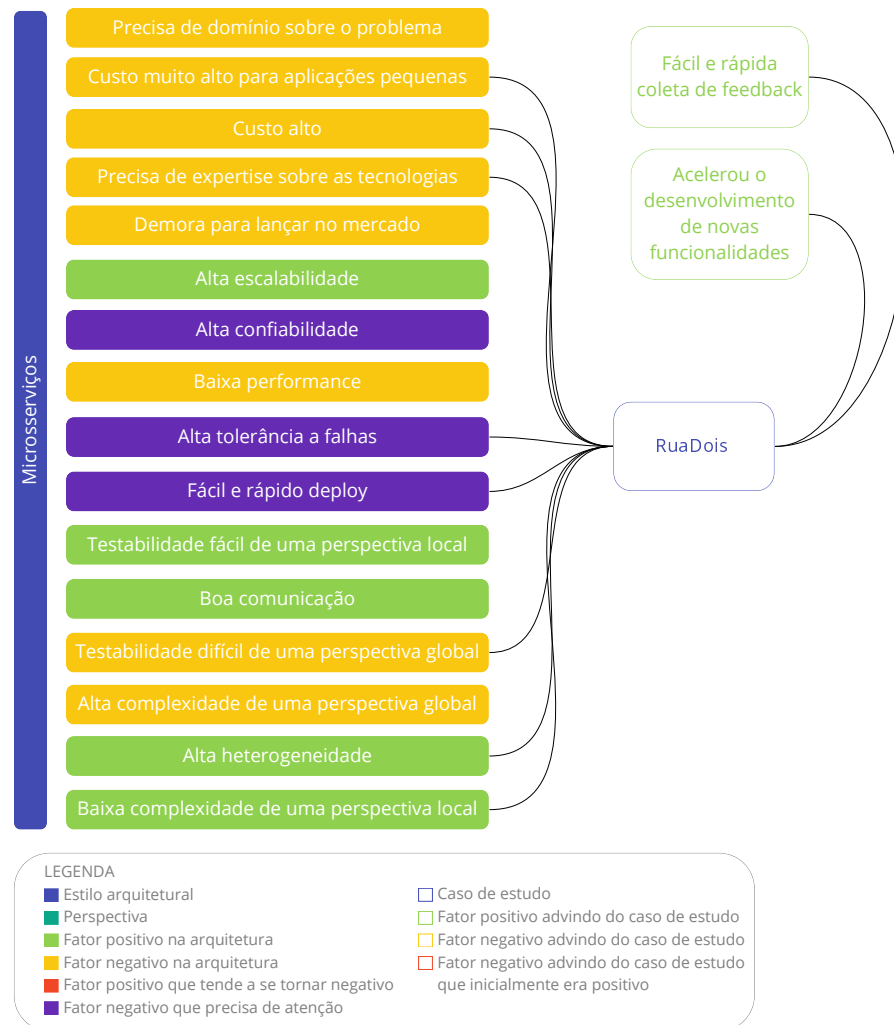 Microsserviços
Precisa de domínio sobre o problema
Custo muito alto para aplicações pequenas
Custo alto
Precisa de expertise sobre as tecnologias
Demora para lançar no mercado
Alta escalabilidade
Alta confiabilidade
Baixa performance
Alta tolerância a falhas
Fácil e rápido deploy
Testabilidade fácil de uma perspectiva local
Boa comunicação
Testabilidade difícil de uma perspectiva global
Alta complexidade de uma perspectiva global
Alta heterogeneidade
Baixa complexidade de uma perspectiva local
RuaDois
Fácil e rápida
coleta de feedback
Acelerou o
desenvolvimento
de novas
funcionalidades
LEGENDA
Estilo arquitetural
Perspectiva
Fator positivo na arquitetura
Fator negativo na arquitetura
Fator positivo que tende a se tornar negativo
Fator negativo que precisa de atenção
Caso de estudo
Fator positivo advindo do caso de estudo
Fator negativo advindo do caso de estudo
Fator negativo advindo do caso de estudo
que inicialmente era positivo